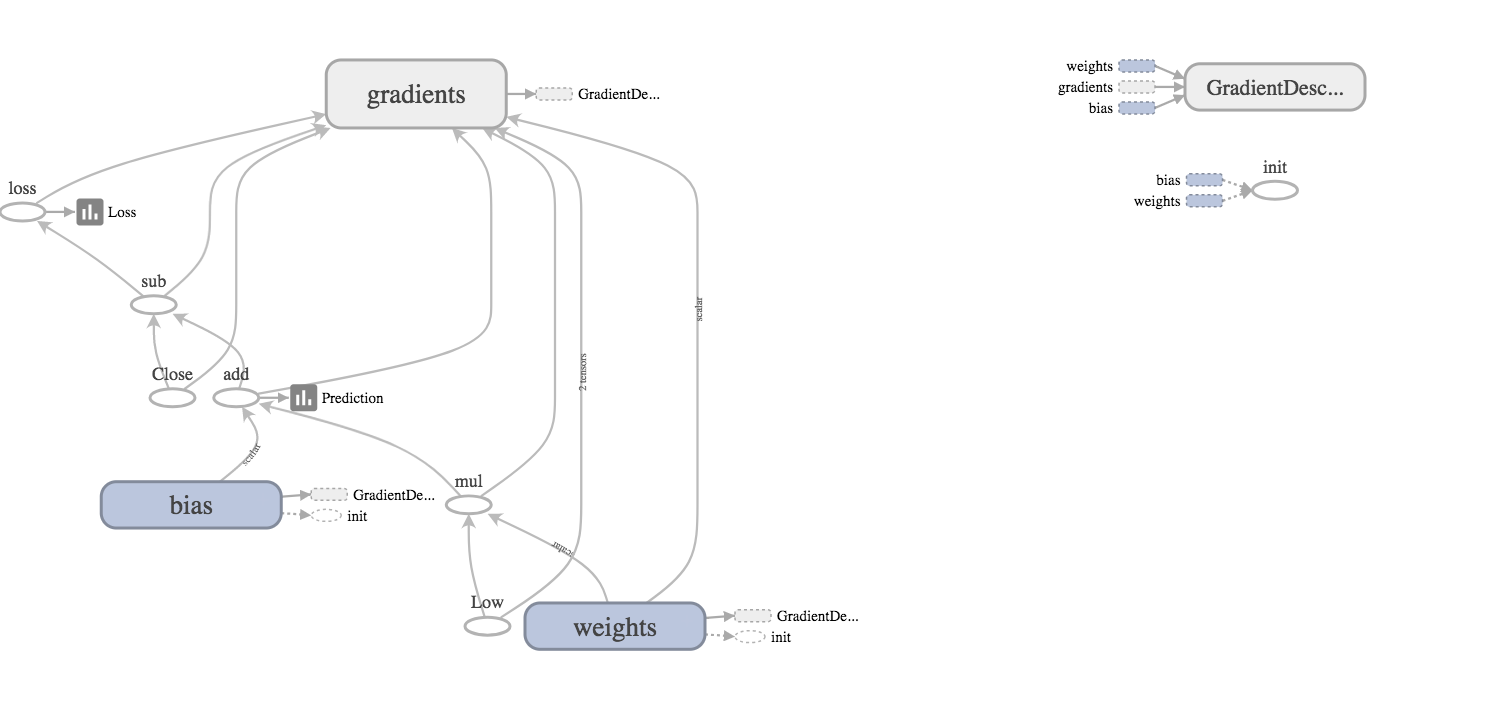 gradients
GradientDe...
weights
gradients
bias
GradientDesc...
loss
Loss
init
bias
weights
sub
scalar
Close
add
2 tensors
Prediction
scalar
mul
bias
GradientDe...
init
scalar
Low
weights
GradientDe...
init